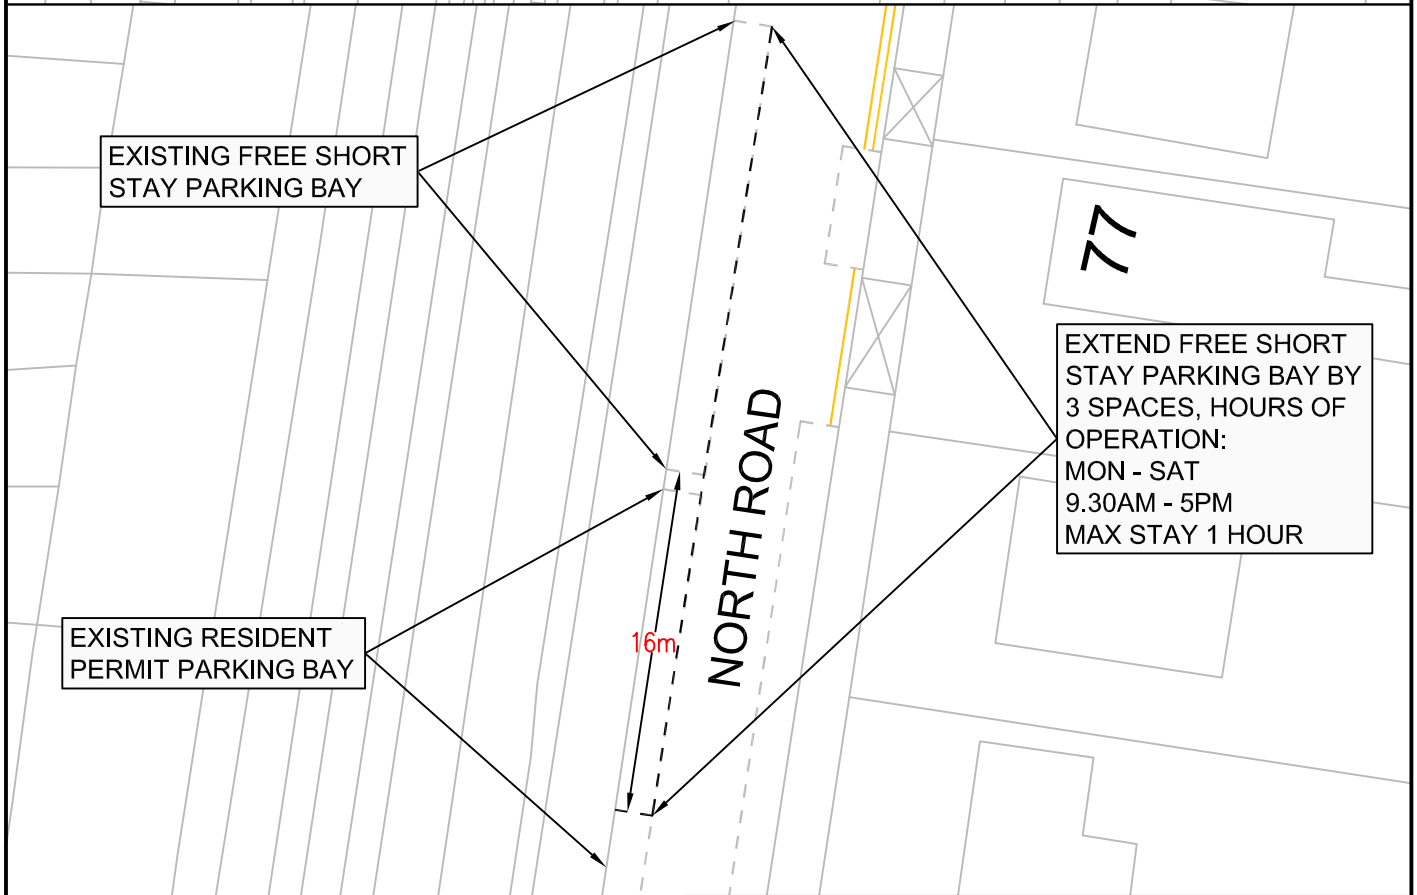 EXISTING FREE SHORT
STAY PARKING BAY
77
EXTEND FREE SHORT
STAY PARKING BAY BY
3 SPACES, HOURS OF
OPERATION:
MON - SAT
9.30AM - 5PM
MAX STAY 1 HOUR
NORTH ROAD
16m
EXISTING RESIDENT
PERMIT PARKING BAY